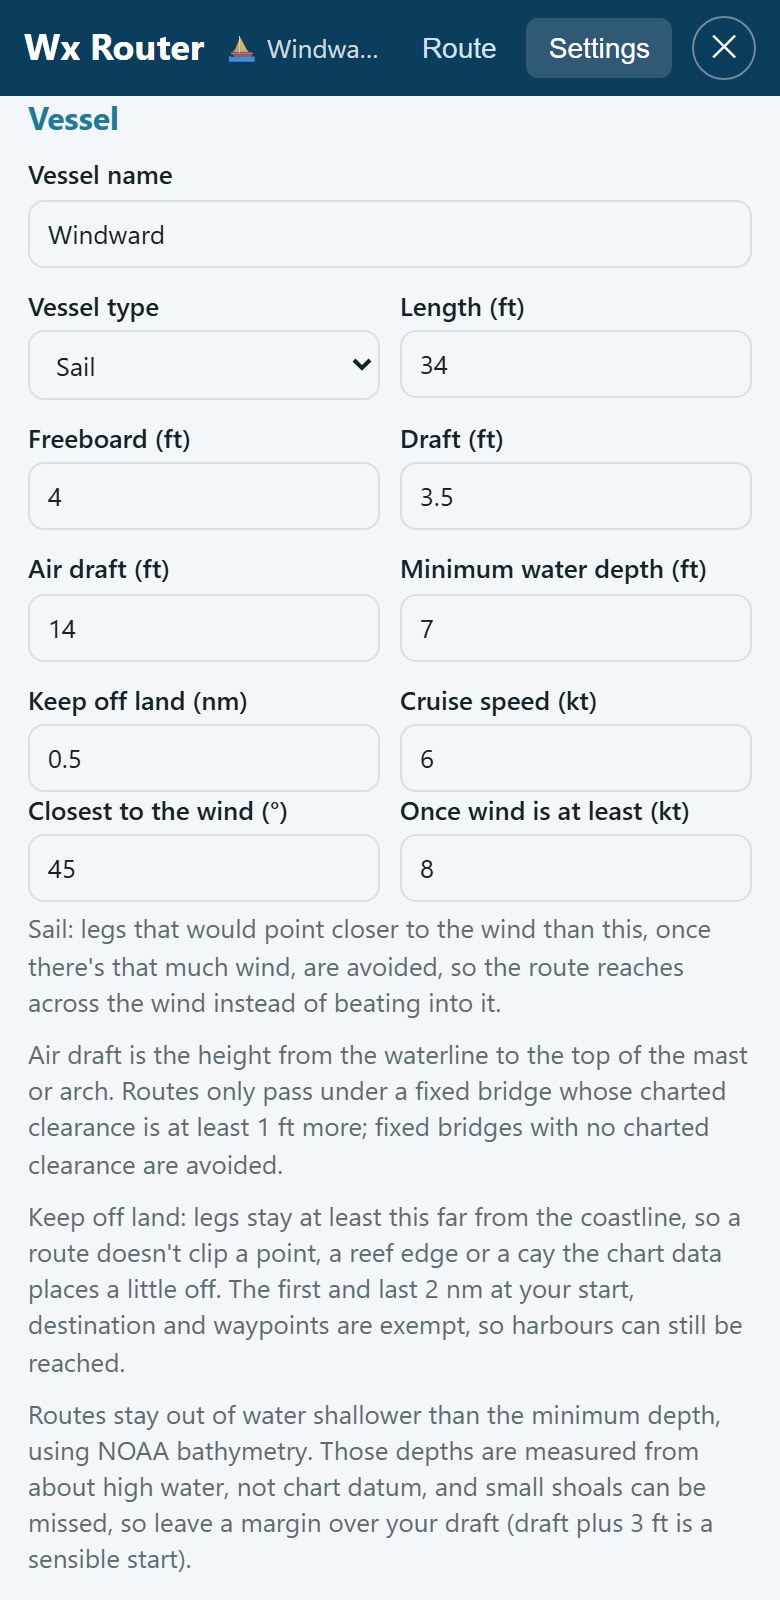 Wx Router Windwa... Route Settings
Vessel
Vessel name
Windward
Vessel type Length (ft)
Sail 34
Freeboard (ft) Draft (ft)
4 3.5
Air draft (ft) Minimum water depth (ft)
14 7
Keep off land (nm) Cruise speed (kt)
0.5 6
Closest to the wind (°) Once wind is at least (kt)
45 8
Sail: legs that would point closer to the wind than this, once
there's that much wind, are avoided, so the route reaches
across the wind instead of beating into it.
Air draft is the height from the waterline to the top of the mast
or arch. Routes only pass under a fixed bridge whose charted
clearance is at least 1 ft more; fixed bridges with no charted
clearance are avoided.
Keep off land: legs stay at least this far from the coastline, so a
route doesn't clip a point, a reef edge or a cay the chart data
places a little off. The first and last 2 nm at your start,
destination and waypoints are exempt, so harbours can still be
reached.
Routes stay out of water shallower than the minimum depth,
using NOAA bathymetry. Those depths are measured from
about high water, not chart datum, and small shoals can be
missed, so leave a margin over your draft (draft plus 3 ft is a
sensible start).